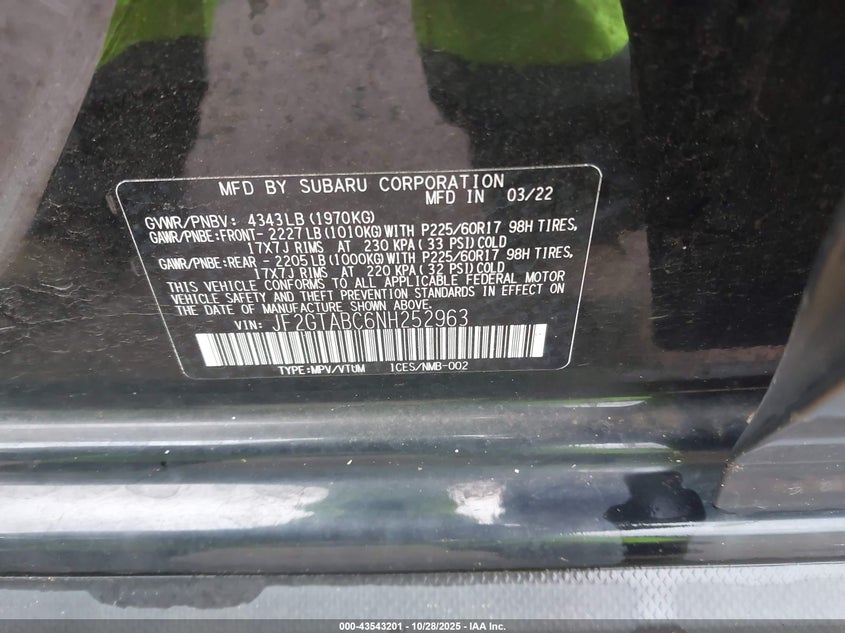 MFD BY SUBARU CORPORATION
MFD IN 03/22
GVWR/PNBV: 4343LB(1970KG)
GAWR/PNBE:FRONT- 2227LB(1010KG)WITH P225/60R17 98H TIRES,
17X7J RIMS AT 230 KPA(33 PSI)COLD
GAWR/PNBE:REAR - 2205LB(1000KG)WITH P225/60R17 98H TIRES,
17X7J RIMS AT 220 KPA(32 PSI)COLD
THIS VEHICLE CONFORMS TO ALL APPLICABLE FEDERAL MOTOR
VEHICLE SAFETY AND THEFT PREVENTION STANDARDS IN EFFECT ON
THE DATE OF MANUFACTURE SHOWN ABOVE.
VIN: JF2GTABC6NH252963
TYPE:MPV/VTUM ICES/NMB-002
000-43543201 - 10/28/2025 - IAA Inc.